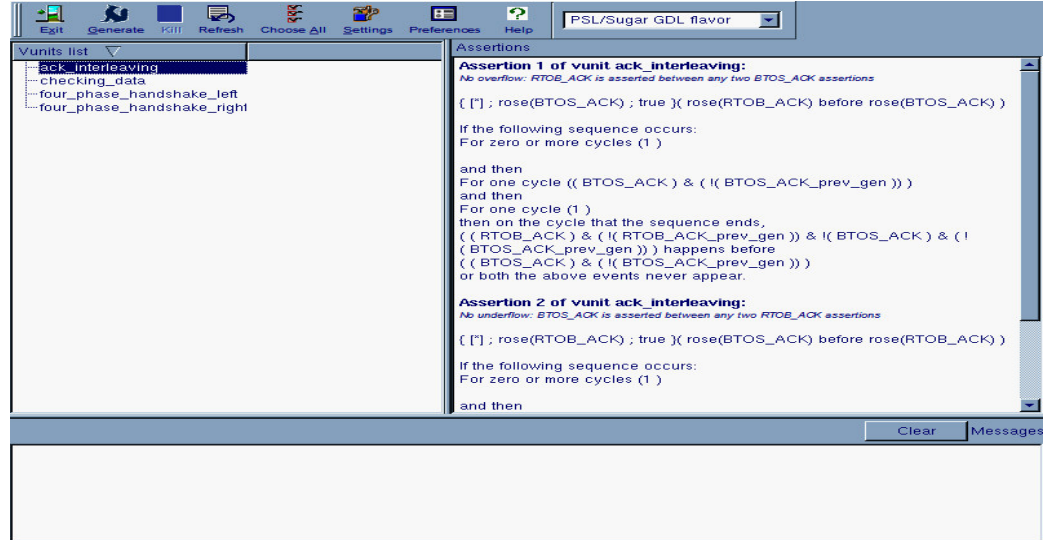 Exit Generate Kill Refresh Choose All Settings Preferences Help PSL/Sugar GDL flavor
Vunits list
ack_interleaving
checking_data
four_phase_handshake_left
four_phase_handshake_right
Assertions
Assertion 1 of vunit ack_interleaving:
No overflow: RTOB_ACK is asserted between any two BTOS_ACK assertions
{ [*] ; rose(BTOS_ACK) ; true }( rose(RTOB_ACK) before rose(BTOS_ACK) )
If the following sequence occurs:
For zero or more cycles (1 )
and then
For one cycle (( BTOS_ACK ) & ( !( BTOS_ACK_prev_gen )) )
and then
For one cycle (1 )
then on the cycle that the sequence ends,
( ( RTOB_ACK ) & ( !( RTOB_ACK_prev_gen )) & !( BTOS_ACK ) & ( !
( BTOS_ACK_prev_gen )) ) happens before
( ( BTOS_ACK ) & ( !( BTOS_ACK_prev_gen )) )
or both the above events never appear.
Assertion 2 of vunit ack_interleaving:
No underflow: BTOS_ACK is asserted between any two RTOB_ACK assertions
{ [*] ; rose(RTOB_ACK) ; true }( rose(BTOS_ACK) before rose(RTOB_ACK) )
If the following sequence occurs:
For zero or more cycles (1 )
and then
Clear Messages